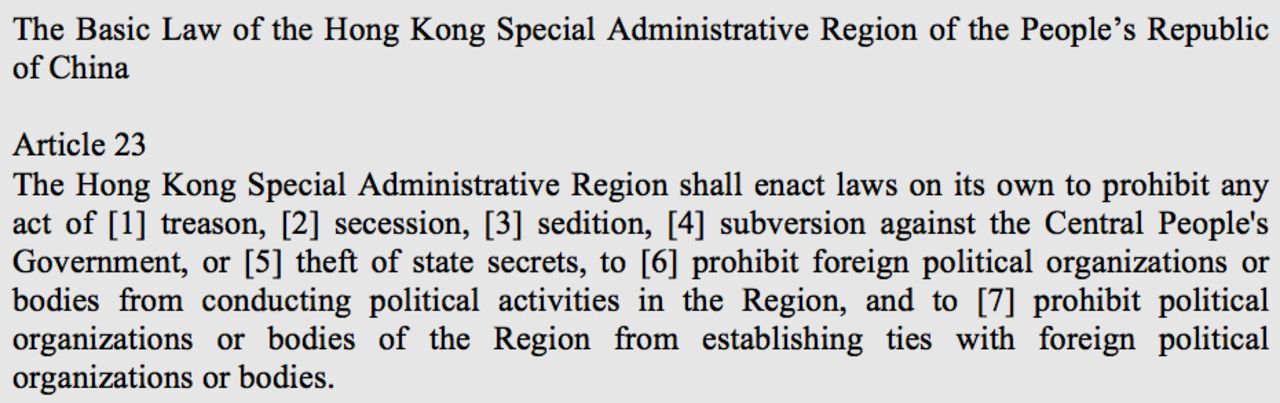 The Basic Law of the Hong Kong Special Administrative Region of the People’s Republic
of China
Article 23
The Hong Kong Special Administrative Region shall enact laws on its own to prohibit any
act of [1] treason, [2] secession, [3] sedition, [4] subversion against the Central People's
Government, or [5] theft of state secrets, to [6] prohibit foreign political organizations or
bodies from conducting political activities in the Region, and to [7] prohibit political
organizations or bodies of the Region from establishing ties with foreign political
organizations or bodies.